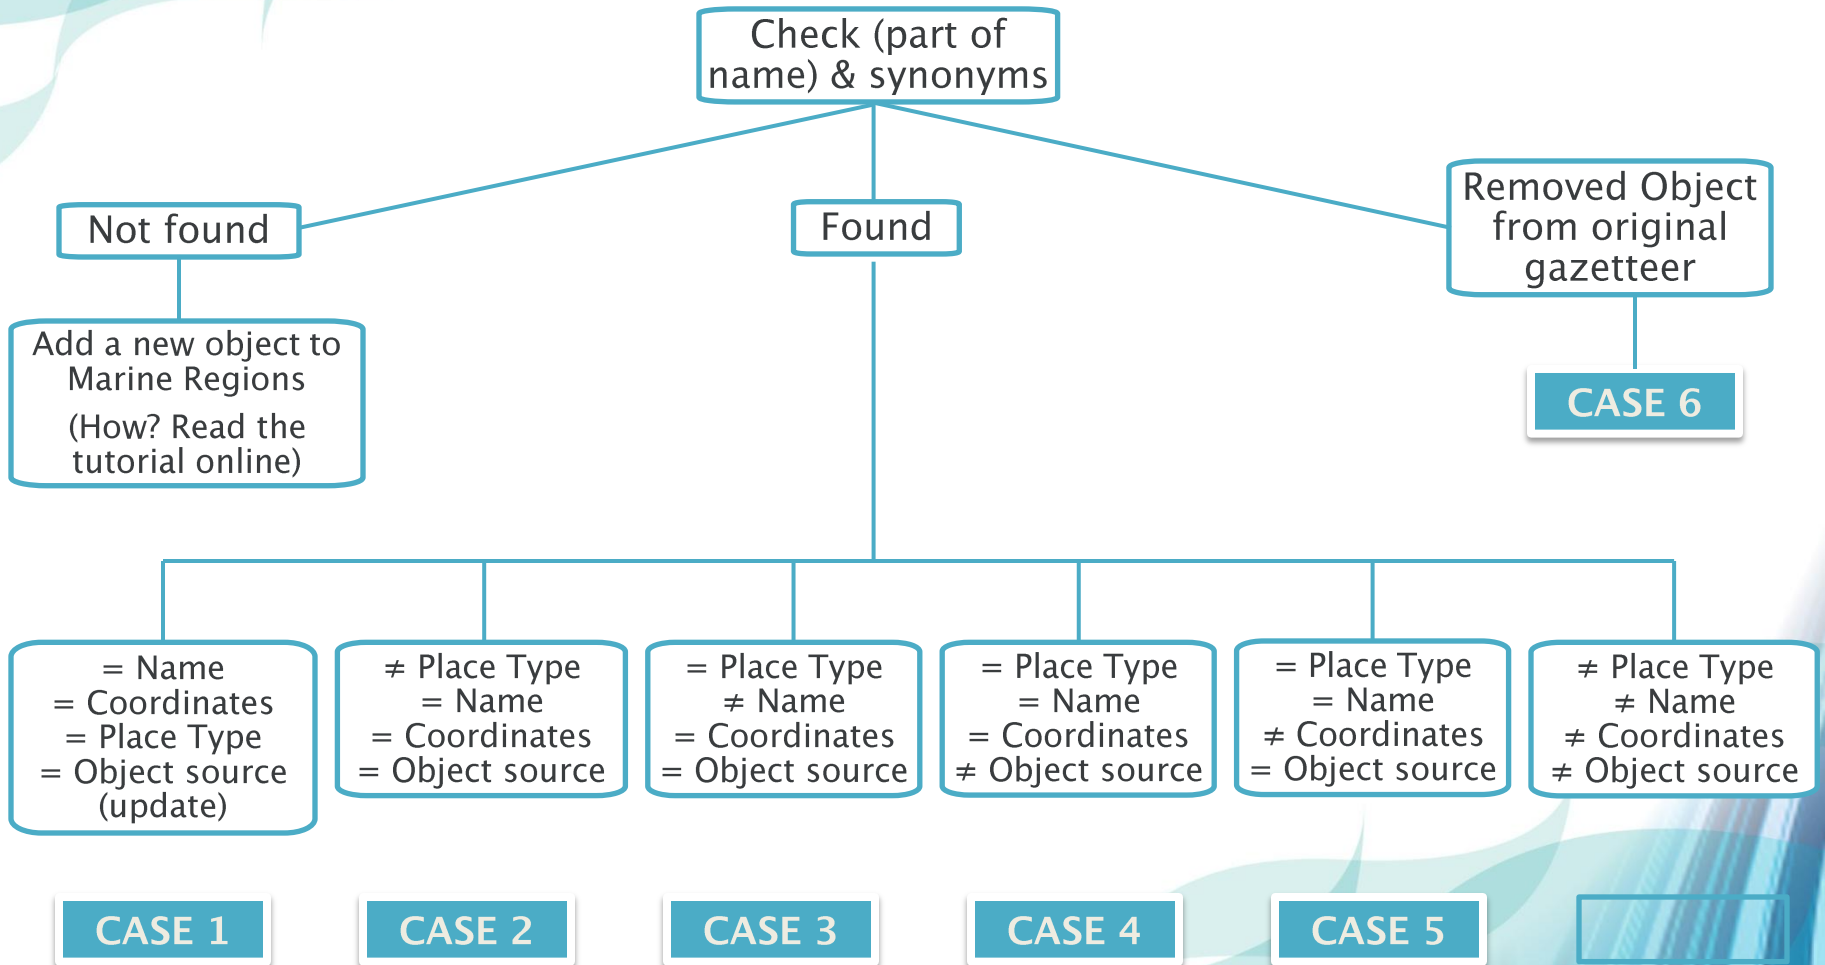 Check (part of
name) & synonyms
Not found
Found
Removed Object
from original
gazetteer
Add a new object to
Marine Regions
(How? Read the
tutorial online)
CASE 6
= Name
= Coordinates
= Place Type
= Object source
(update)
≠ Place Type
= Name
= Coordinates
= Object source
= Place Type
≠ Name
= Coordinates
= Object source
= Place Type
= Name
= Coordinates
≠ Object source
= Place Type
= Name
≠ Coordinates
= Object source
≠ Place Type
≠ Name
≠ Coordinates
≠ Object source
CASE 1
CASE 2
CASE 3
CASE 4
CASE 5